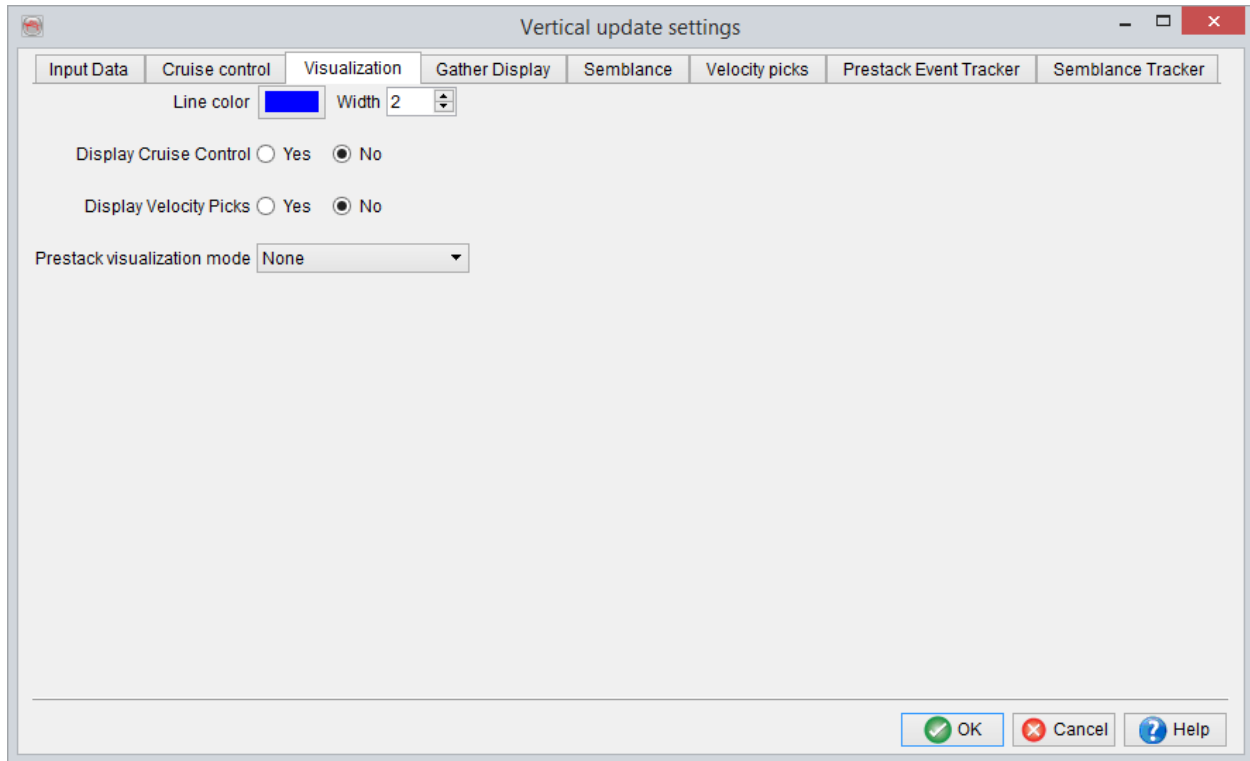 Vertical update settings
Input Data Cruise control Visualization Gather Display Semblance Velocity picks Prestack Event Tracker Semblance Tracker
Line color Width 2
Display Cruise Control Yes No
Display Velocity Picks Yes No
Prestack visualization mode None
OK Cancel Help